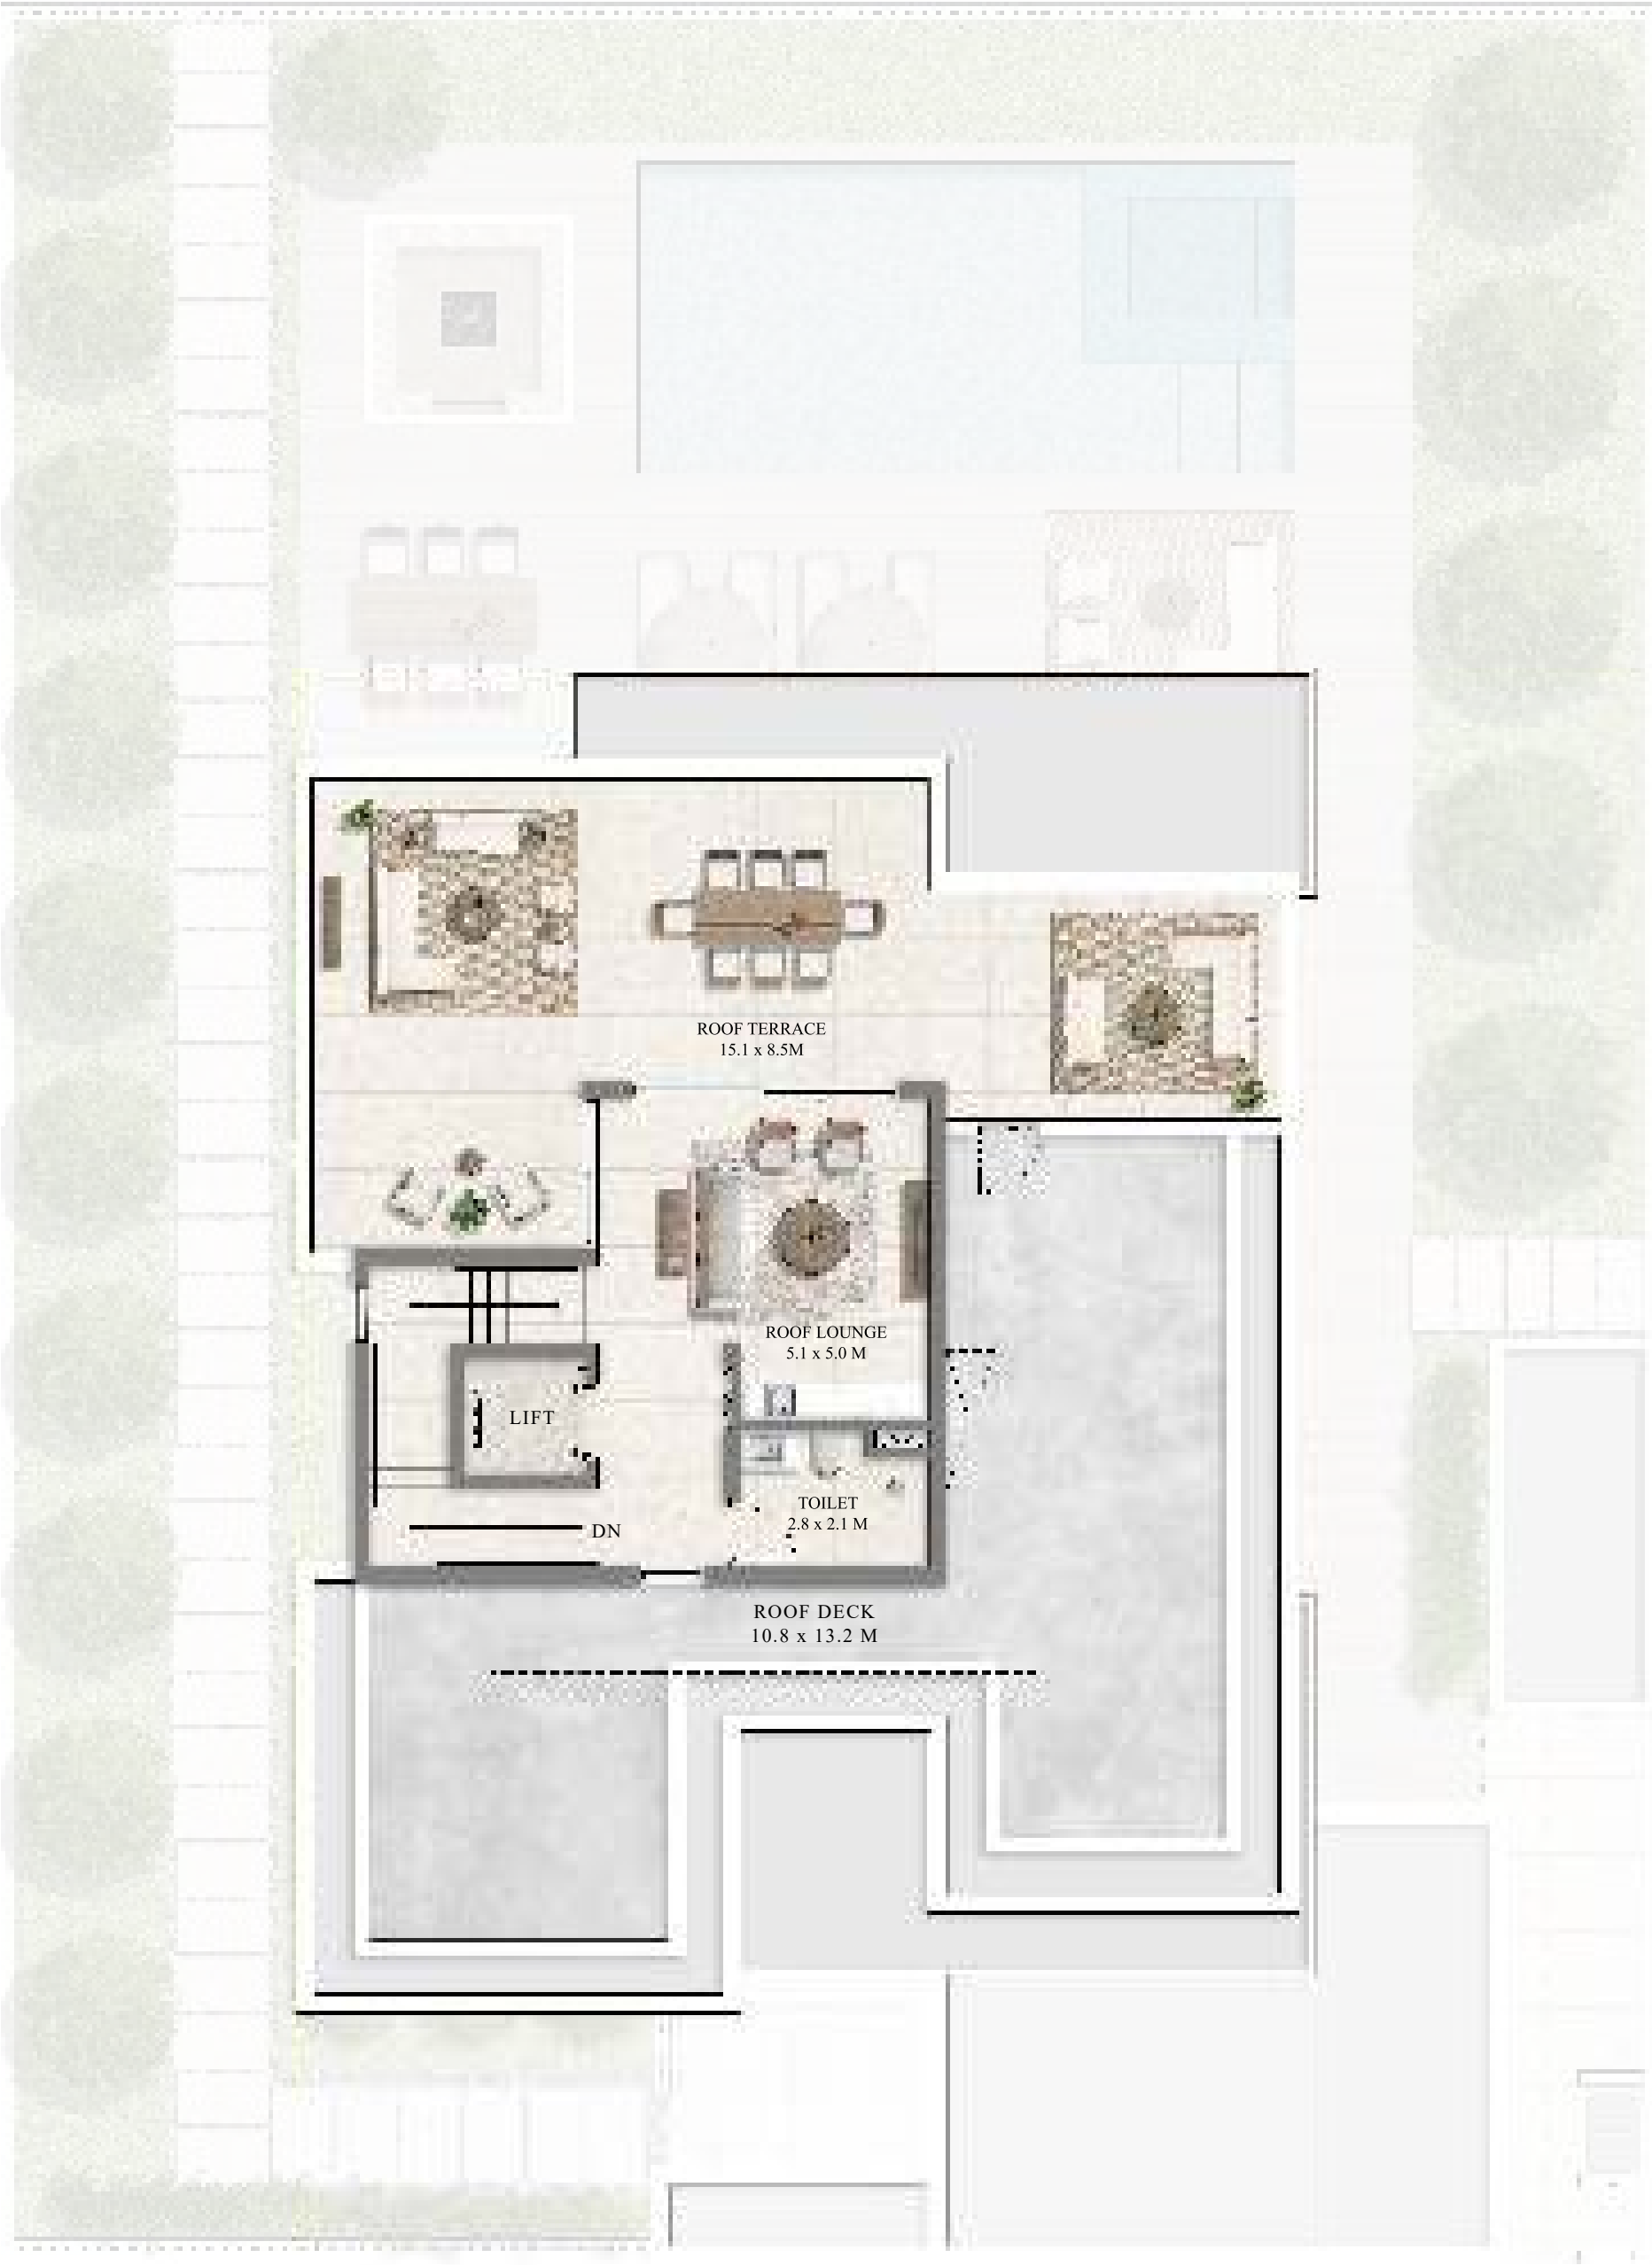 ROOF TERRACE
15.1 x 8.5M
ROOF LOUNGE
5.1 x 5.0 M
LIFT
TOILET
2.8 x 2.1 M
DN
ROOF DECK
10.8 x 13.2 M